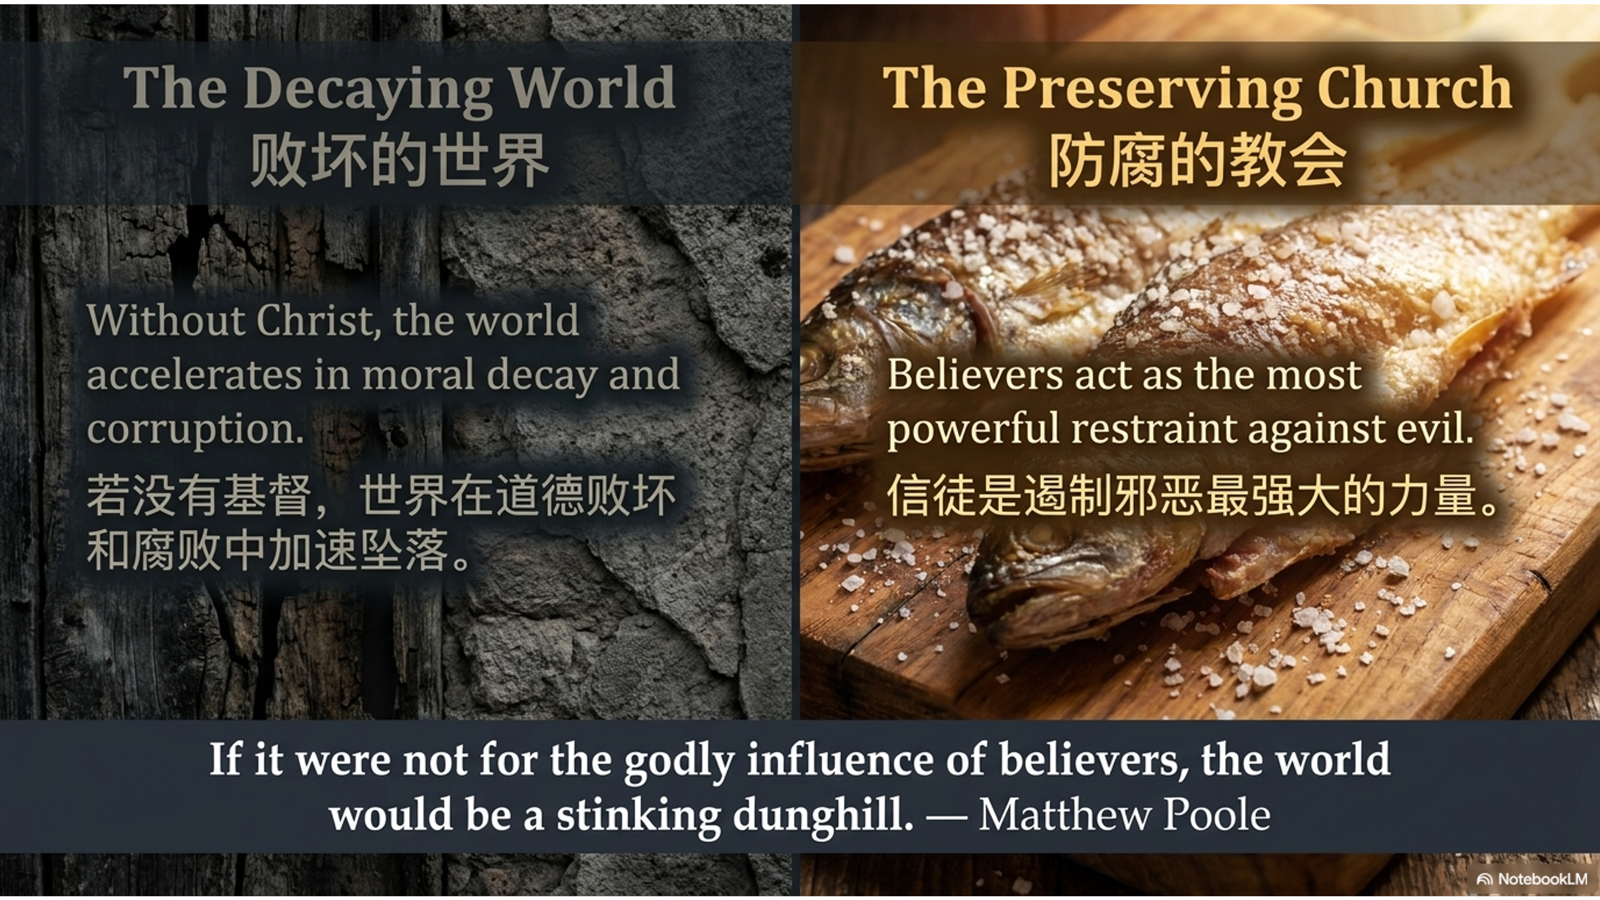 The Decaying World
败坏的世界
Without Christ, the world
accelerates in moral decay and
corruption.
若没有基督，世界在道德败坏
和腐败中加速坠落。
The Preserving Church
防腐的教会
Believers act as the most
powerful restraint against evil.
信徒是遏制邪恶最强大的力量。
If it were not for the godly influence of believers, the world
would be a stinking dunghill. — Matthew Poole
NotebookLM